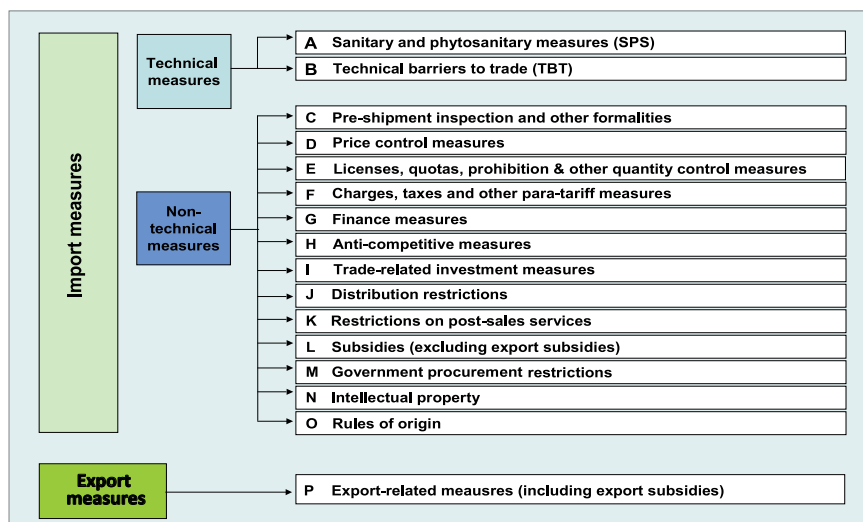 Import measures
Technical
measures
A Sanitary and phytosanitary measures (SPS)
B Technical barriers to trade (TBT)
Non-
technical
measures
C Pre-shipment inspection and other formalities
D Price control measures
E Licenses, quotas, prohibition & other quantity control measures
F Charges, taxes and other para-tariff measures
G Finance measures
H Anti-competitive measures
I Trade-related investment measures
J Distribution restrictions
K Restrictions on post-sales services
L Subsidies (excluding export subsidies)
M Government procurement restrictions
N Intellectual property
O Rules of origin
Export
measures
P Export-related meausres (including export subsidies)